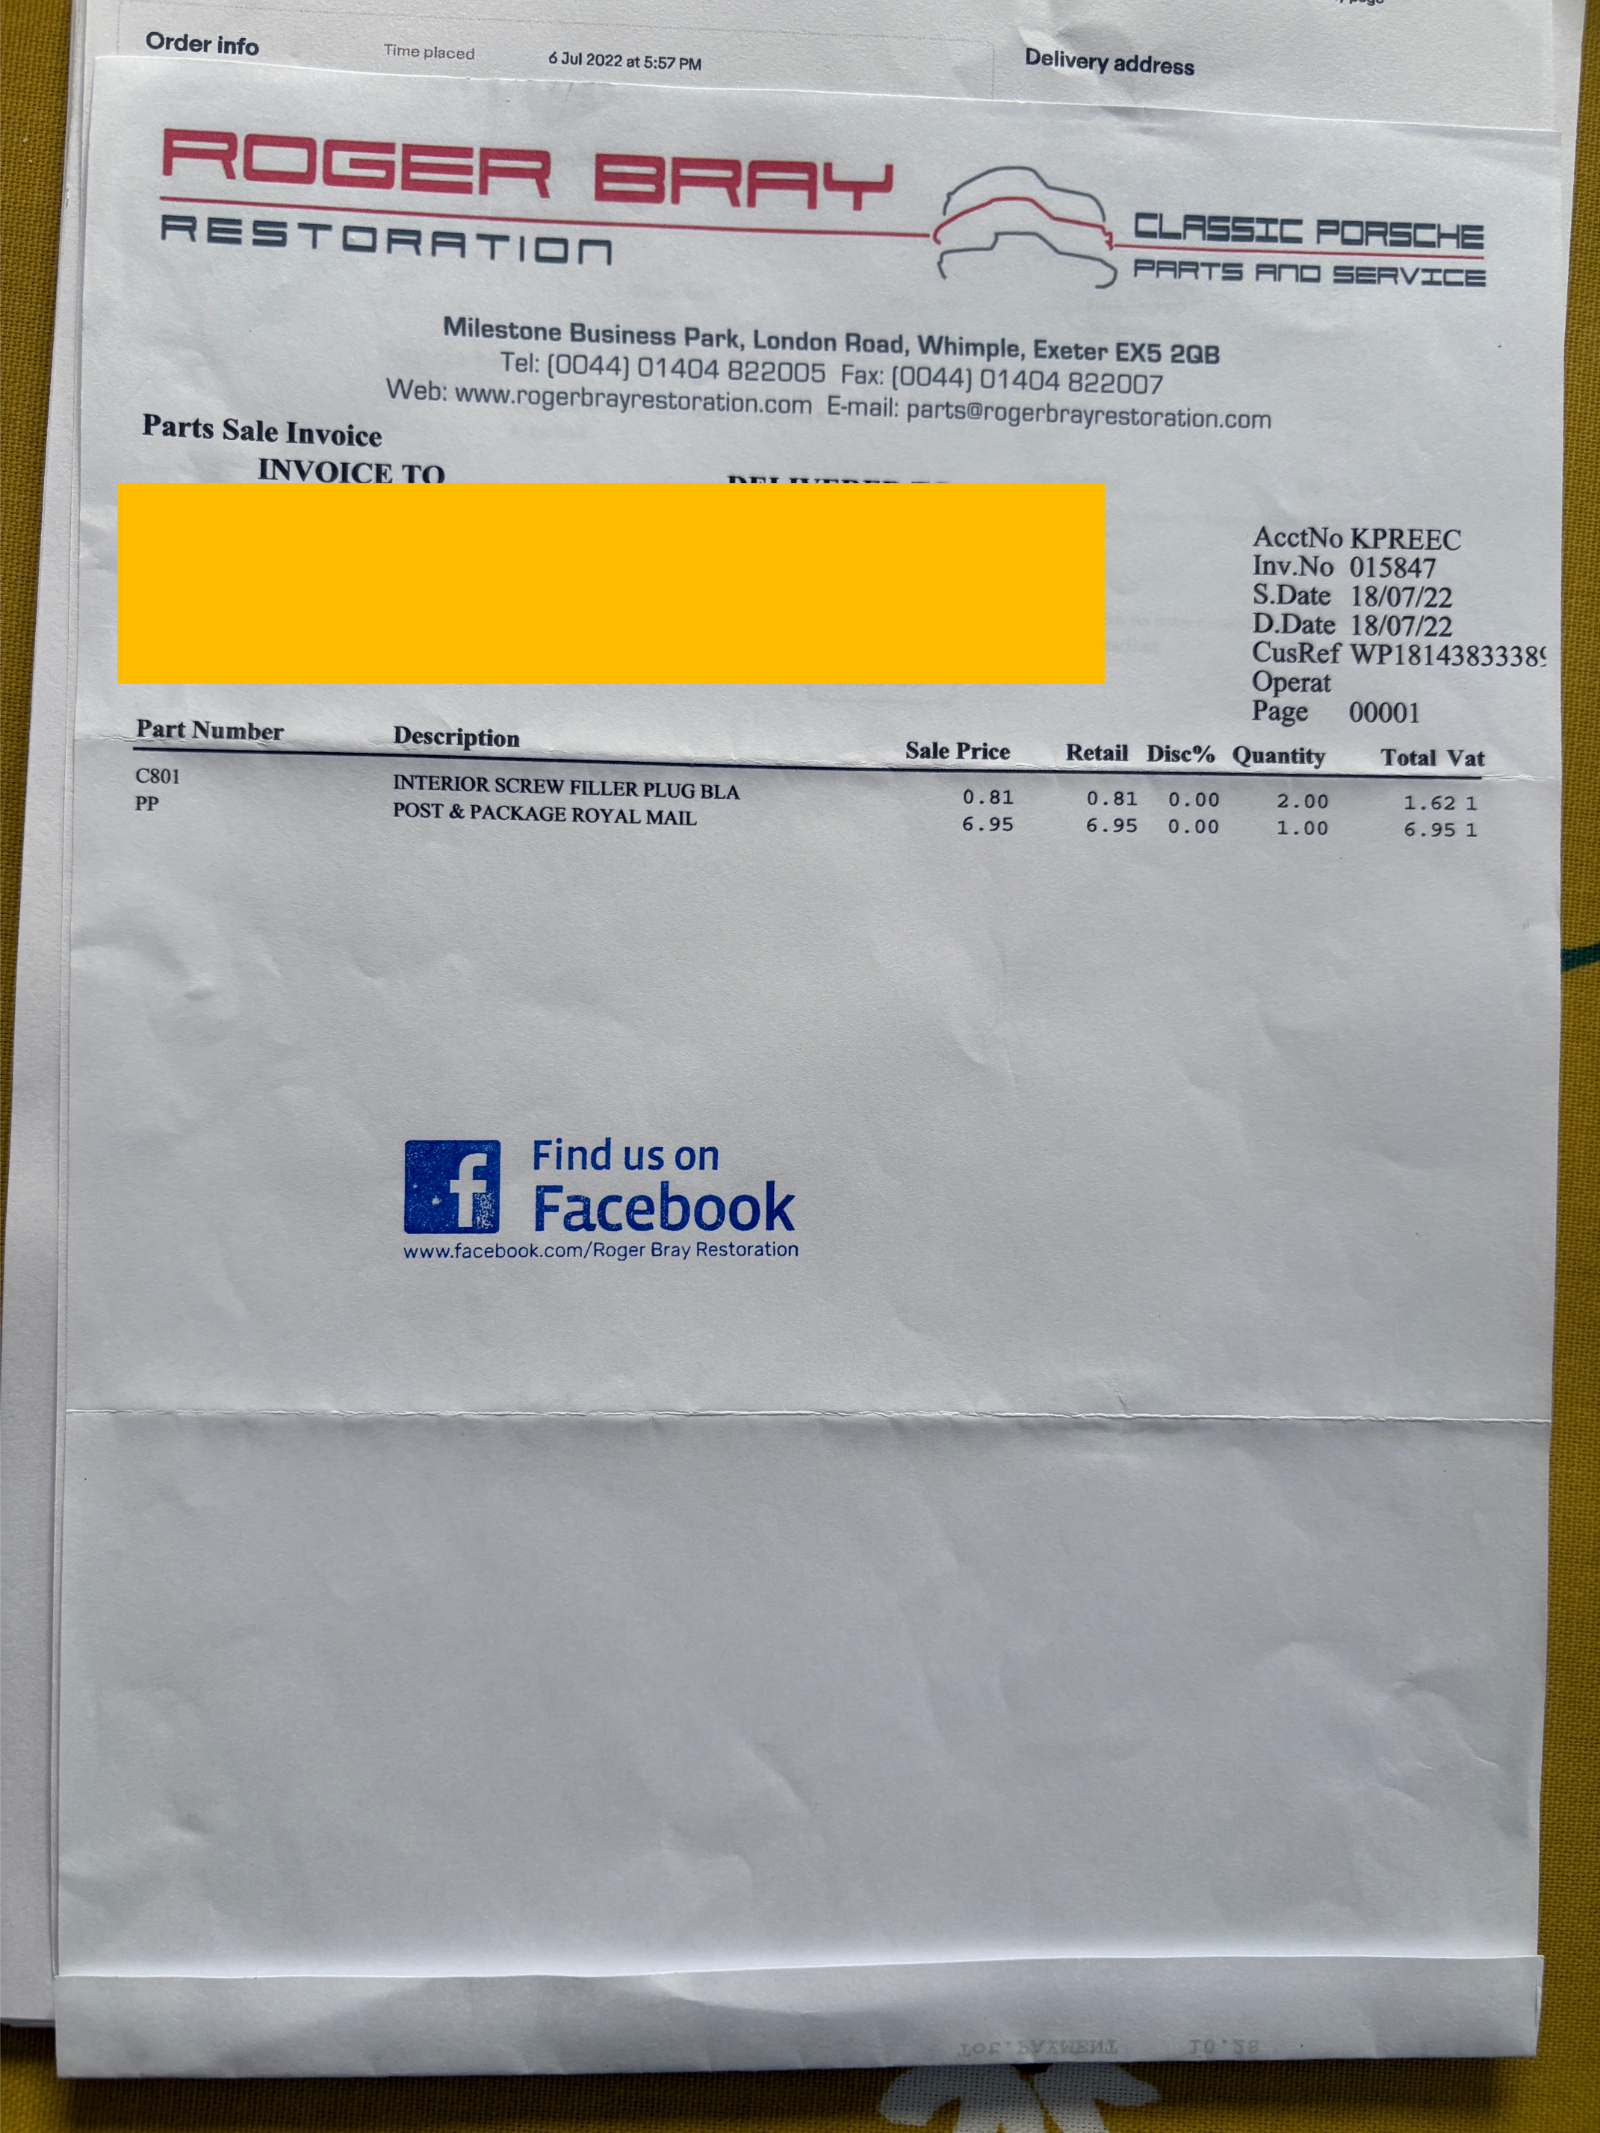 Order info Time placed 6 Jul 2022 at 5:57 PM Delivery address
ROGER BRAY
RESTORATION
CLASSIC PORSCHE
PARTS AND SERVICE
Milestone Business Park, London Road, Whimple, Exeter EX5 2QB
Tel: (0044) 01404 822005 Fax: (0044) 01404 822007
Web: www.rogerbrayrestoration.com E-mail: parts@rogerbrayrestoration.com
Parts Sale Invoice
INVOICE TO
AcctNo KPREEC
Inv.No 015847
S.Date 18/07/22
D.Date 18/07/22
CusRef WP1814383338
Operat
Page 00001
Part Number Description Sale Price Retail Disc% Quantity Total Vat
C801 INTERIOR SCREW FILLER PLUG BLA 0.81 0.81 0.00 2.00 1.62 1
PP POST & PACKAGE ROYAL MAIL 6.95 6.95 0.00 1.00 6.95 1
f
Find us on
Facebook
www.facebook.com/Roger Bray Restoration